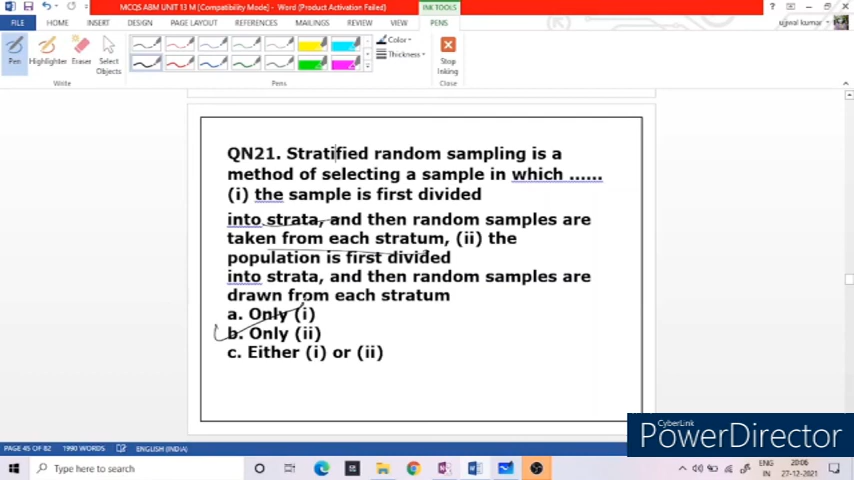 MCQS ABM UNIT 13 M [Compatibility Mode] - Word (Product Activation Failed)
INK TOOLS
FILE HOME INSERT DESIGN PAGE LAYOUT REFERENCES MAILINGS REVIEW VIEW PENS
ujjwal kumar
Pen Highlighter Eraser Select Objects
Color
Thickness
Stop Inking
Write Pens Close
QN21. Stratified random sampling is a
method of selecting a sample in which ......
(i) the sample is first divided
into strata, and then random samples are
taken from each stratum, (ii) the
population is first divided
into strata, and then random samples are
drawn from each stratum
a. Only (i)
b. Only (ii)
c. Either (i) or (ii)
CyberLink
PowerDirector
PAGE 45 OF 82 1990 WORDS ENGLISH (INDIA)
Type here to search
ENG
IN
20:06
27-12-2021